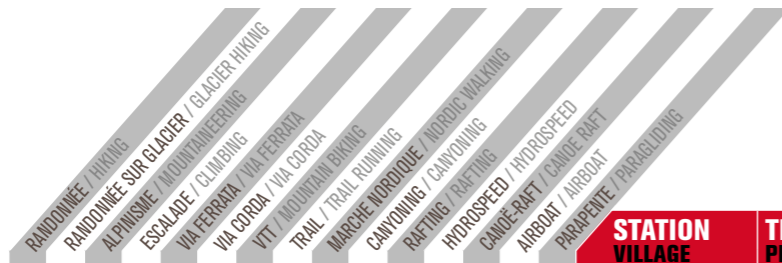 RANDONNÉE / HIKING
RANDONNÉE SUR GLACIER / GLACIER HIKING
ALPINISME / MOUNTAINEERING
ESCALADE / CLIMBING
VIA FERRATA / VIA FERRATA
VIA CORDA / VIA CORDA
VTT / MOUNTAIN BIKING
TRAIL / TRAIL RUNNING
MARCHE NORDIQUE / NORDIC WALKING
CANYONING / CANYONING
RAFTING / RAFTING
HYDROSPEED / HYDROSPEED
CANOË-RAFT / CANOE RAFT
AIRBOAT / AIRBOAT
PARAPENTE / PARAGLIDING
STATION
VILLAGE